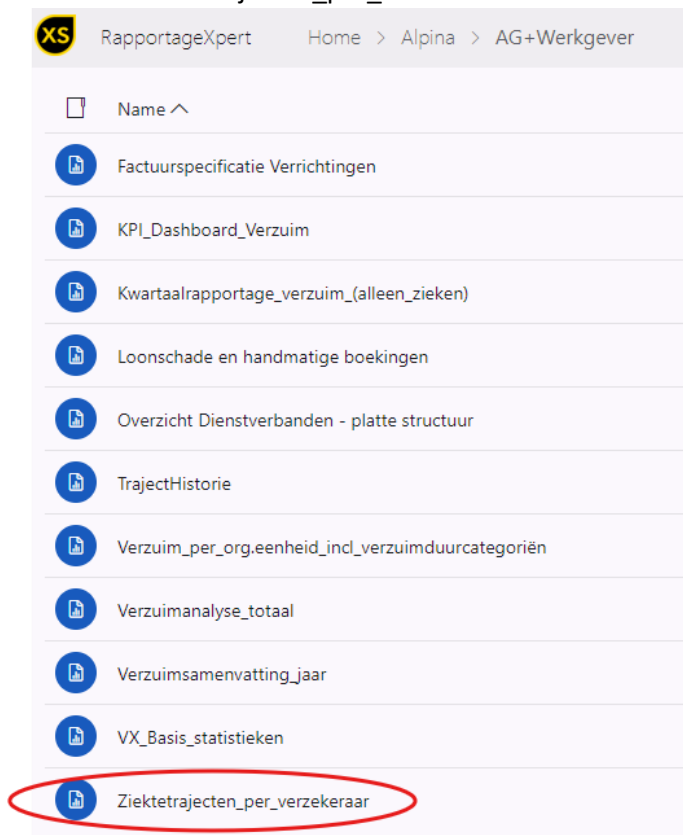 XS RapportageXpert Home > Alpina > AG+Werkgever
Name
Factuurspecificatie Verrichtingen
KPI_Dashboard_Verzuim
Kwartaalrapportage_verzuim_(alleen_zieken)
Loonschade en handmatige boekingen
Overzicht Dienstverbanden - platte structuur
TrajectHistorie
Verzuim_per_org.eenheid_incl_verzuimduurcategoriën
Verzuimanalyse_totaal
Verzuimsamenvatting_jaar
VX_Basis_statistieken
Ziektetrajecten_per_verzekeraar